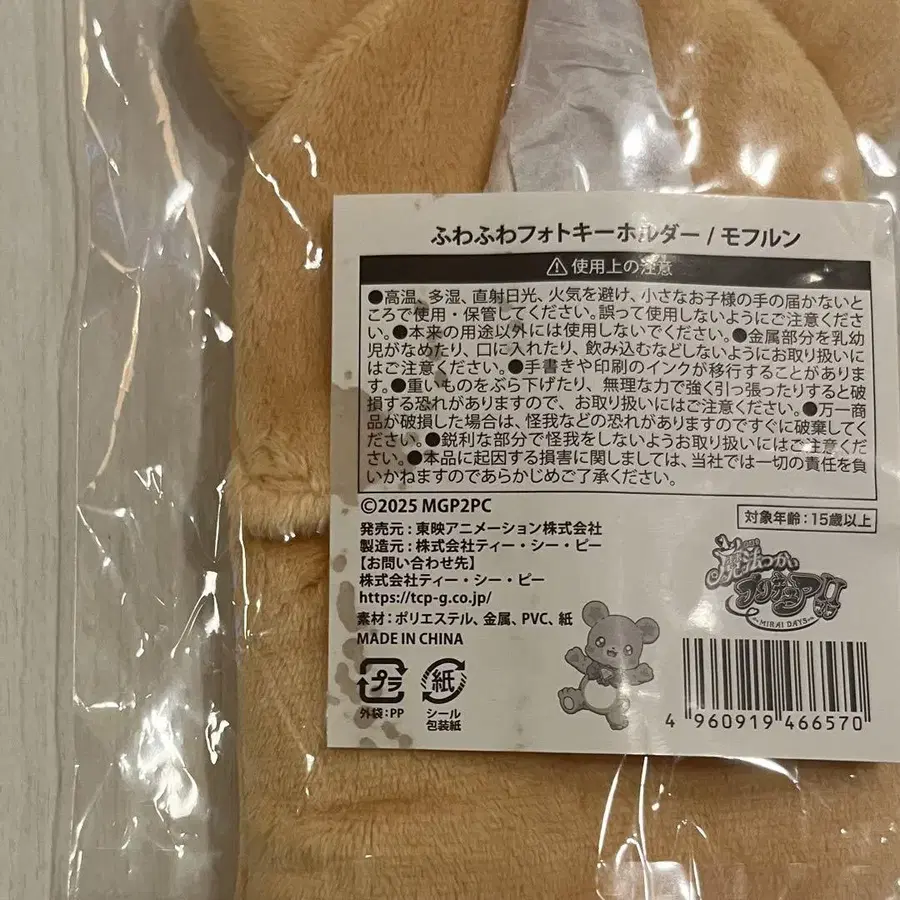 ふわふわフォトキーホルダー / モフルン
⚠使用上の注意
●高温、多湿、直射日光、火気を避け、小さなお子様の手の届かないと
ころで使用・保管してください。誤って使用しないようにご注意くださ
い。●本来の用途以外には使用しないでください。●金属部分を乳幼
児がなめたり、口に入れたり、飲み込むなどしないようにお取り扱いに
はご注意ください。●手書きや印刷のインクが移行することがありま
す。●重いものをぶら下げたり、無理な力で強く引っ張ったりすると破
損する恐れがありますので、お取り扱いにはご注意ください。●万一商
品が破損した場合は、怪我などの恐れがありますのですぐに破棄してく
ださい。●鋭利な部分で怪我をしないようお取り扱いにはご注意くだ
さい。●本品に起因する損害に関しましては、当社では一切の責任を負
いかねますのであらかじめご了承ください。
©2025 MGP2PC
対象年齢:15歳以上
発売元:東映アニメーション株式会社
製造元:株式会社ティー・シー・ピー
【お問い合わせ先】
株式会社ティー・シー・ピー
https://tcp-g.co.jp/
素材:ポリエステル、金属、PVC、紙
MADE IN CHINA
魔法つかい
プリキュア!!
MIRAI DAYS
プラ
外袋:PP
紙
シール
包装紙
4 960919 466570